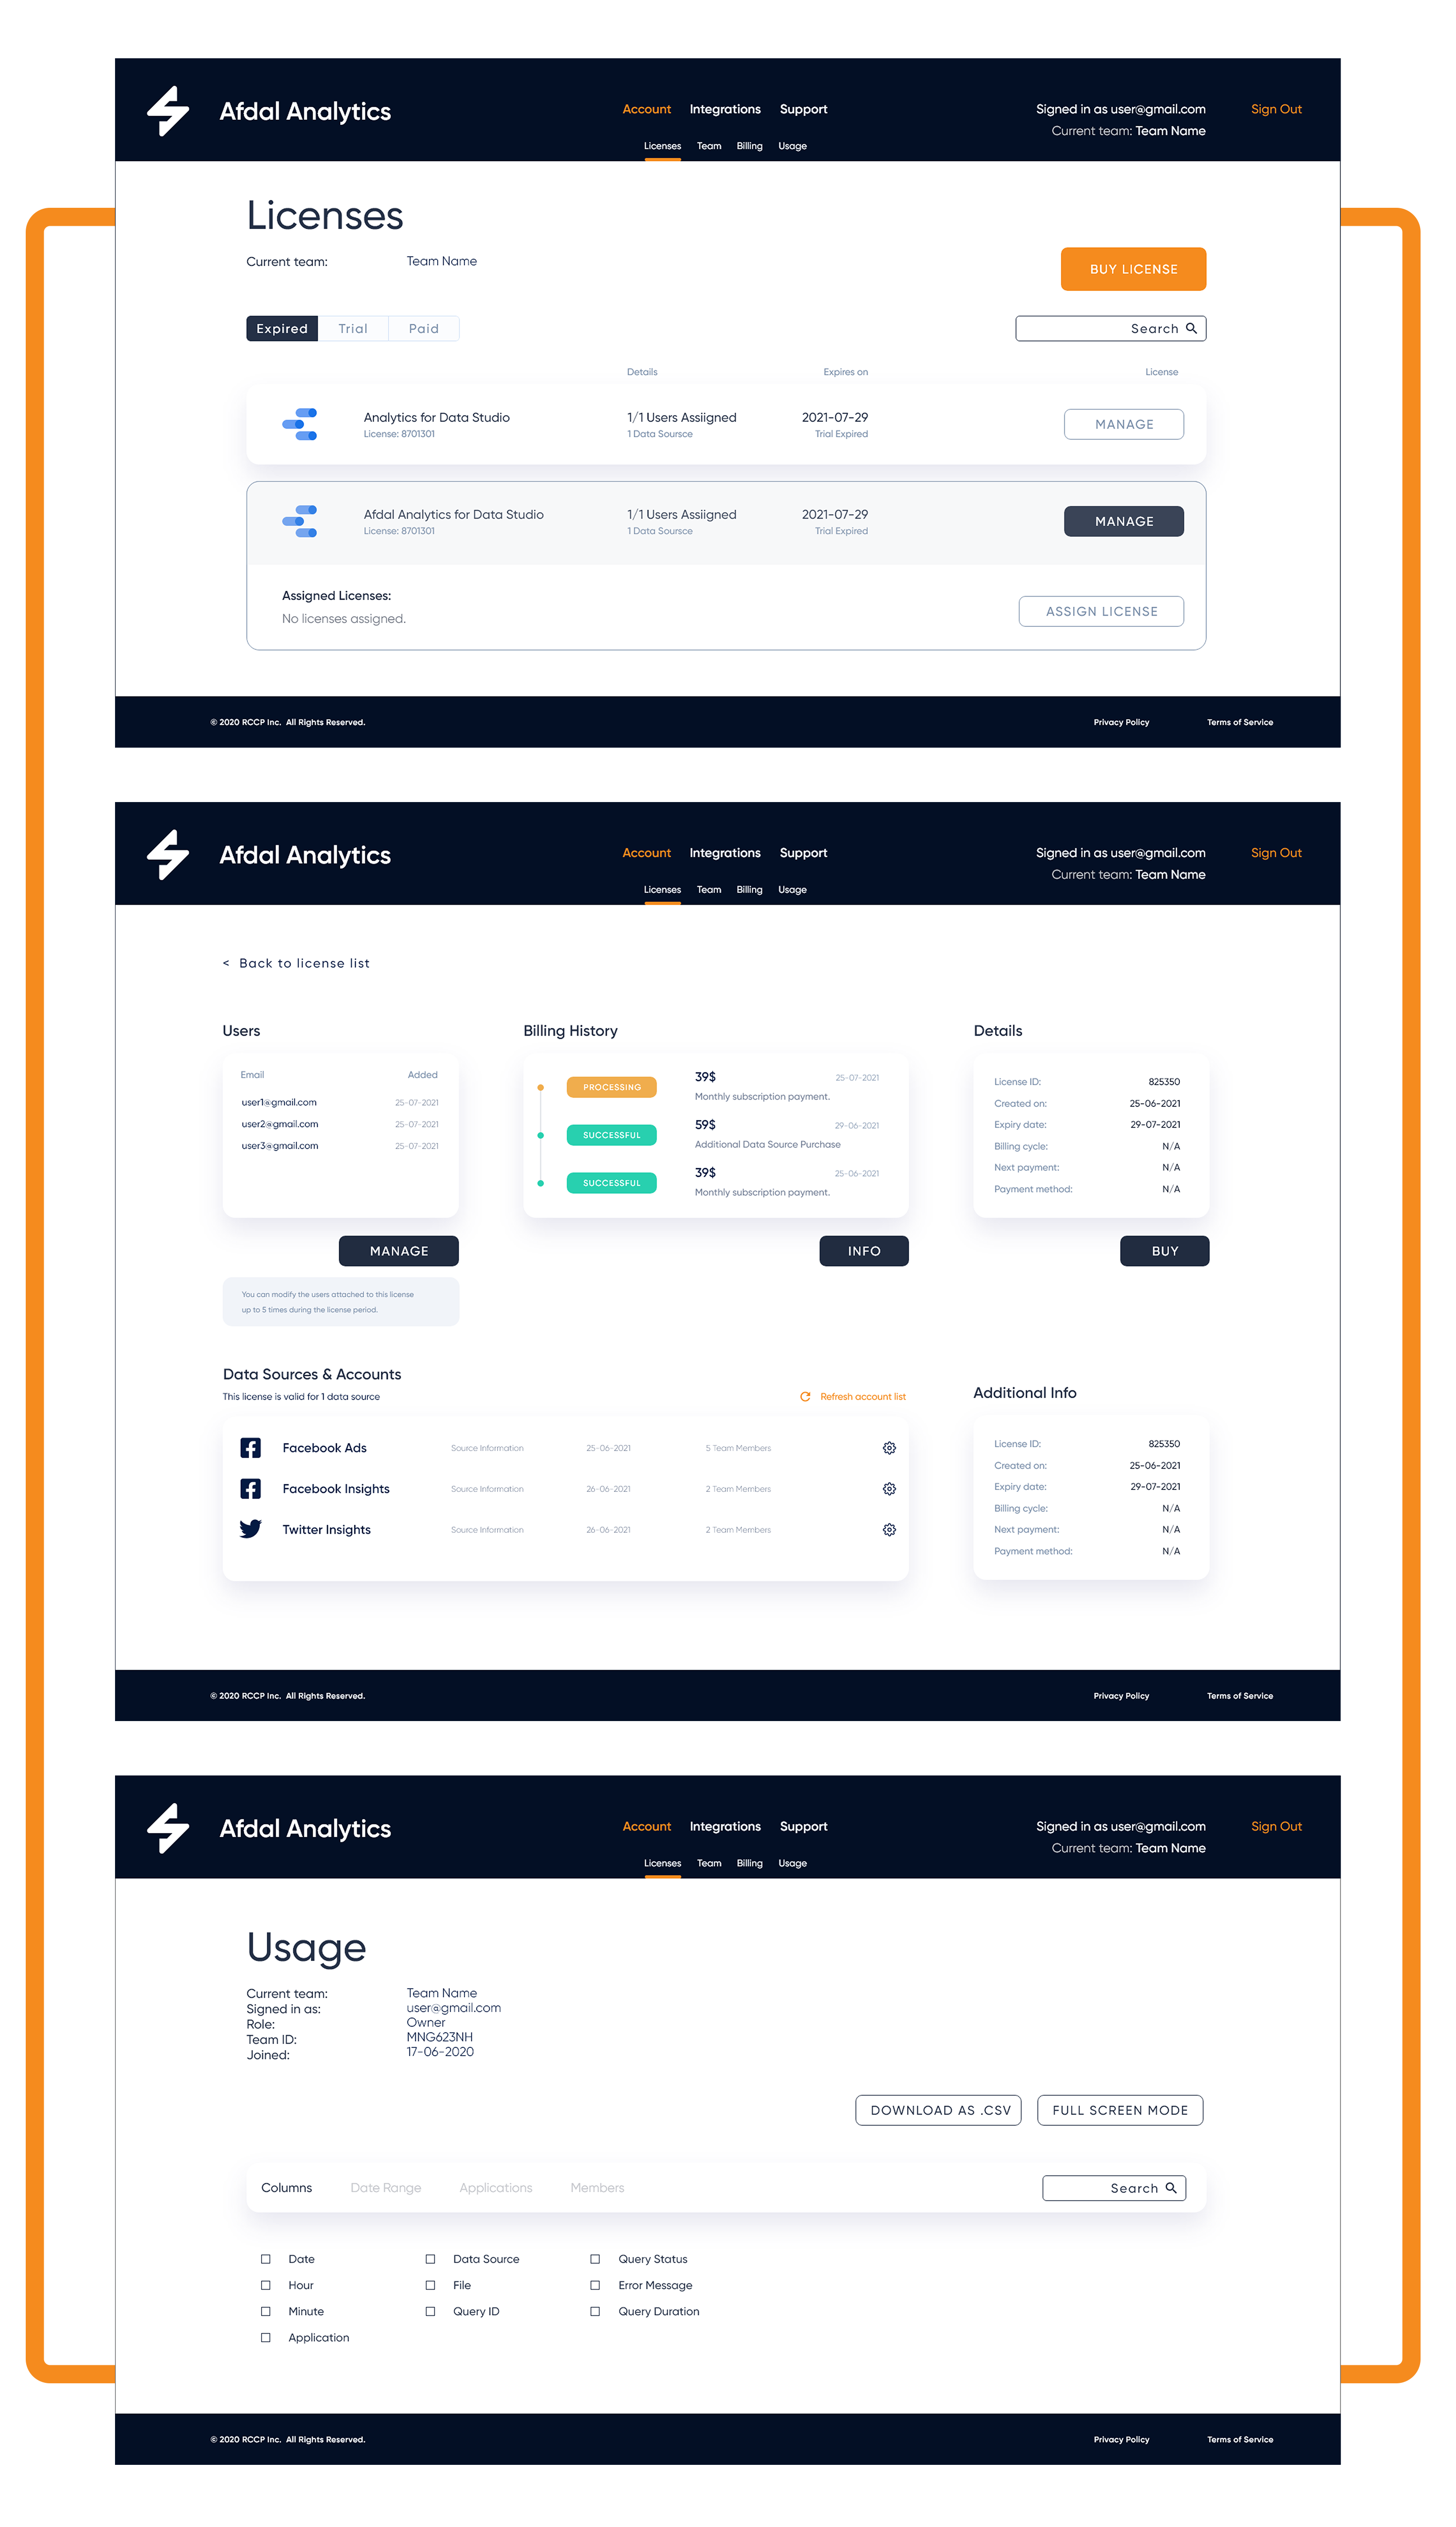 Afdal Analytics
Account Integrations Support
Signed in as user@gmail.com
Sign Out
Current team: Team Name
Licenses Team Billing Usage
Licenses
Current team: Team Name
BUY LICENSE
Expired Trial Paid
Search
Details Expires on License
Analytics for Data Studio 1/1 Users Assiigned 2021-07-29 MANAGE
License: 8701301 1 Data Soursce Trial Expired
Afdal Analytics for Data Studio 1/1 Users Assiigned 2021-07-29 MANAGE
License: 8701301 1 Data Soursce Trial Expired
Assigned Licenses:
No licenses assigned.
ASSIGN LICENSE
© 2020 RCCP Inc. All Rights Reserved. Privacy Policy Terms of Service
Afdal Analytics
Account Integrations Support
Signed in as user@gmail.com
Sign Out
Current team: Team Name
Licenses Team Billing Usage
< Back to license list
Users
Email Added
user1@gmail.com 25-07-2021
user2@gmail.com 25-07-2021
user3@gmail.com 25-07-2021
MANAGE
You can modify the users attached to this license
up to 5 times during the license period.
Billing History
PROCESSING 39$ 25-07-2021
Monthly subscription payment.
SUCCESSFUL 59$ 29-06-2021
Additional Data Source Purchase
SUCCESSFUL 39$ 25-06-2021
Monthly subscription payment.
INFO
Details
License ID: 825350
Created on: 25-06-2021
Expiry date: 29-07-2021
Billing cycle: N/A
Next payment: N/A
Payment method: N/A
BUY
Data Sources & Accounts
This license is valid for 1 data source
Refresh account list
Facebook Ads Source Information 25-06-2021 5 Team Members
Facebook Insights Source Information 26-06-2021 2 Team Members
Twitter Insights Source Information 26-06-2021 2 Team Members
Additional Info
License ID: 825350
Created on: 25-06-2021
Expiry date: 29-07-2021
Billing cycle: N/A
Next payment: N/A
Payment method: N/A
© 2020 RCCP Inc. All Rights Reserved. Privacy Policy Terms of Service
Afdal Analytics
Account Integrations Support
Signed in as user@gmail.com
Sign Out
Current team: Team Name
Licenses Team Billing Usage
Usage
Current team: Team Name
Signed in as: user@gmail.com
Role: Owner
Team ID: MNG623NH
Joined: 17-06-2020
DOWNLOAD AS .CSV FULL SCREEN MODE
Columns Date Range Applications Members Search
Date Data Source Query Status
Hour File Error Message
Minute Query ID Query Duration
Application
© 2020 RCCP Inc. All Rights Reserved. Privacy Policy Terms of Service